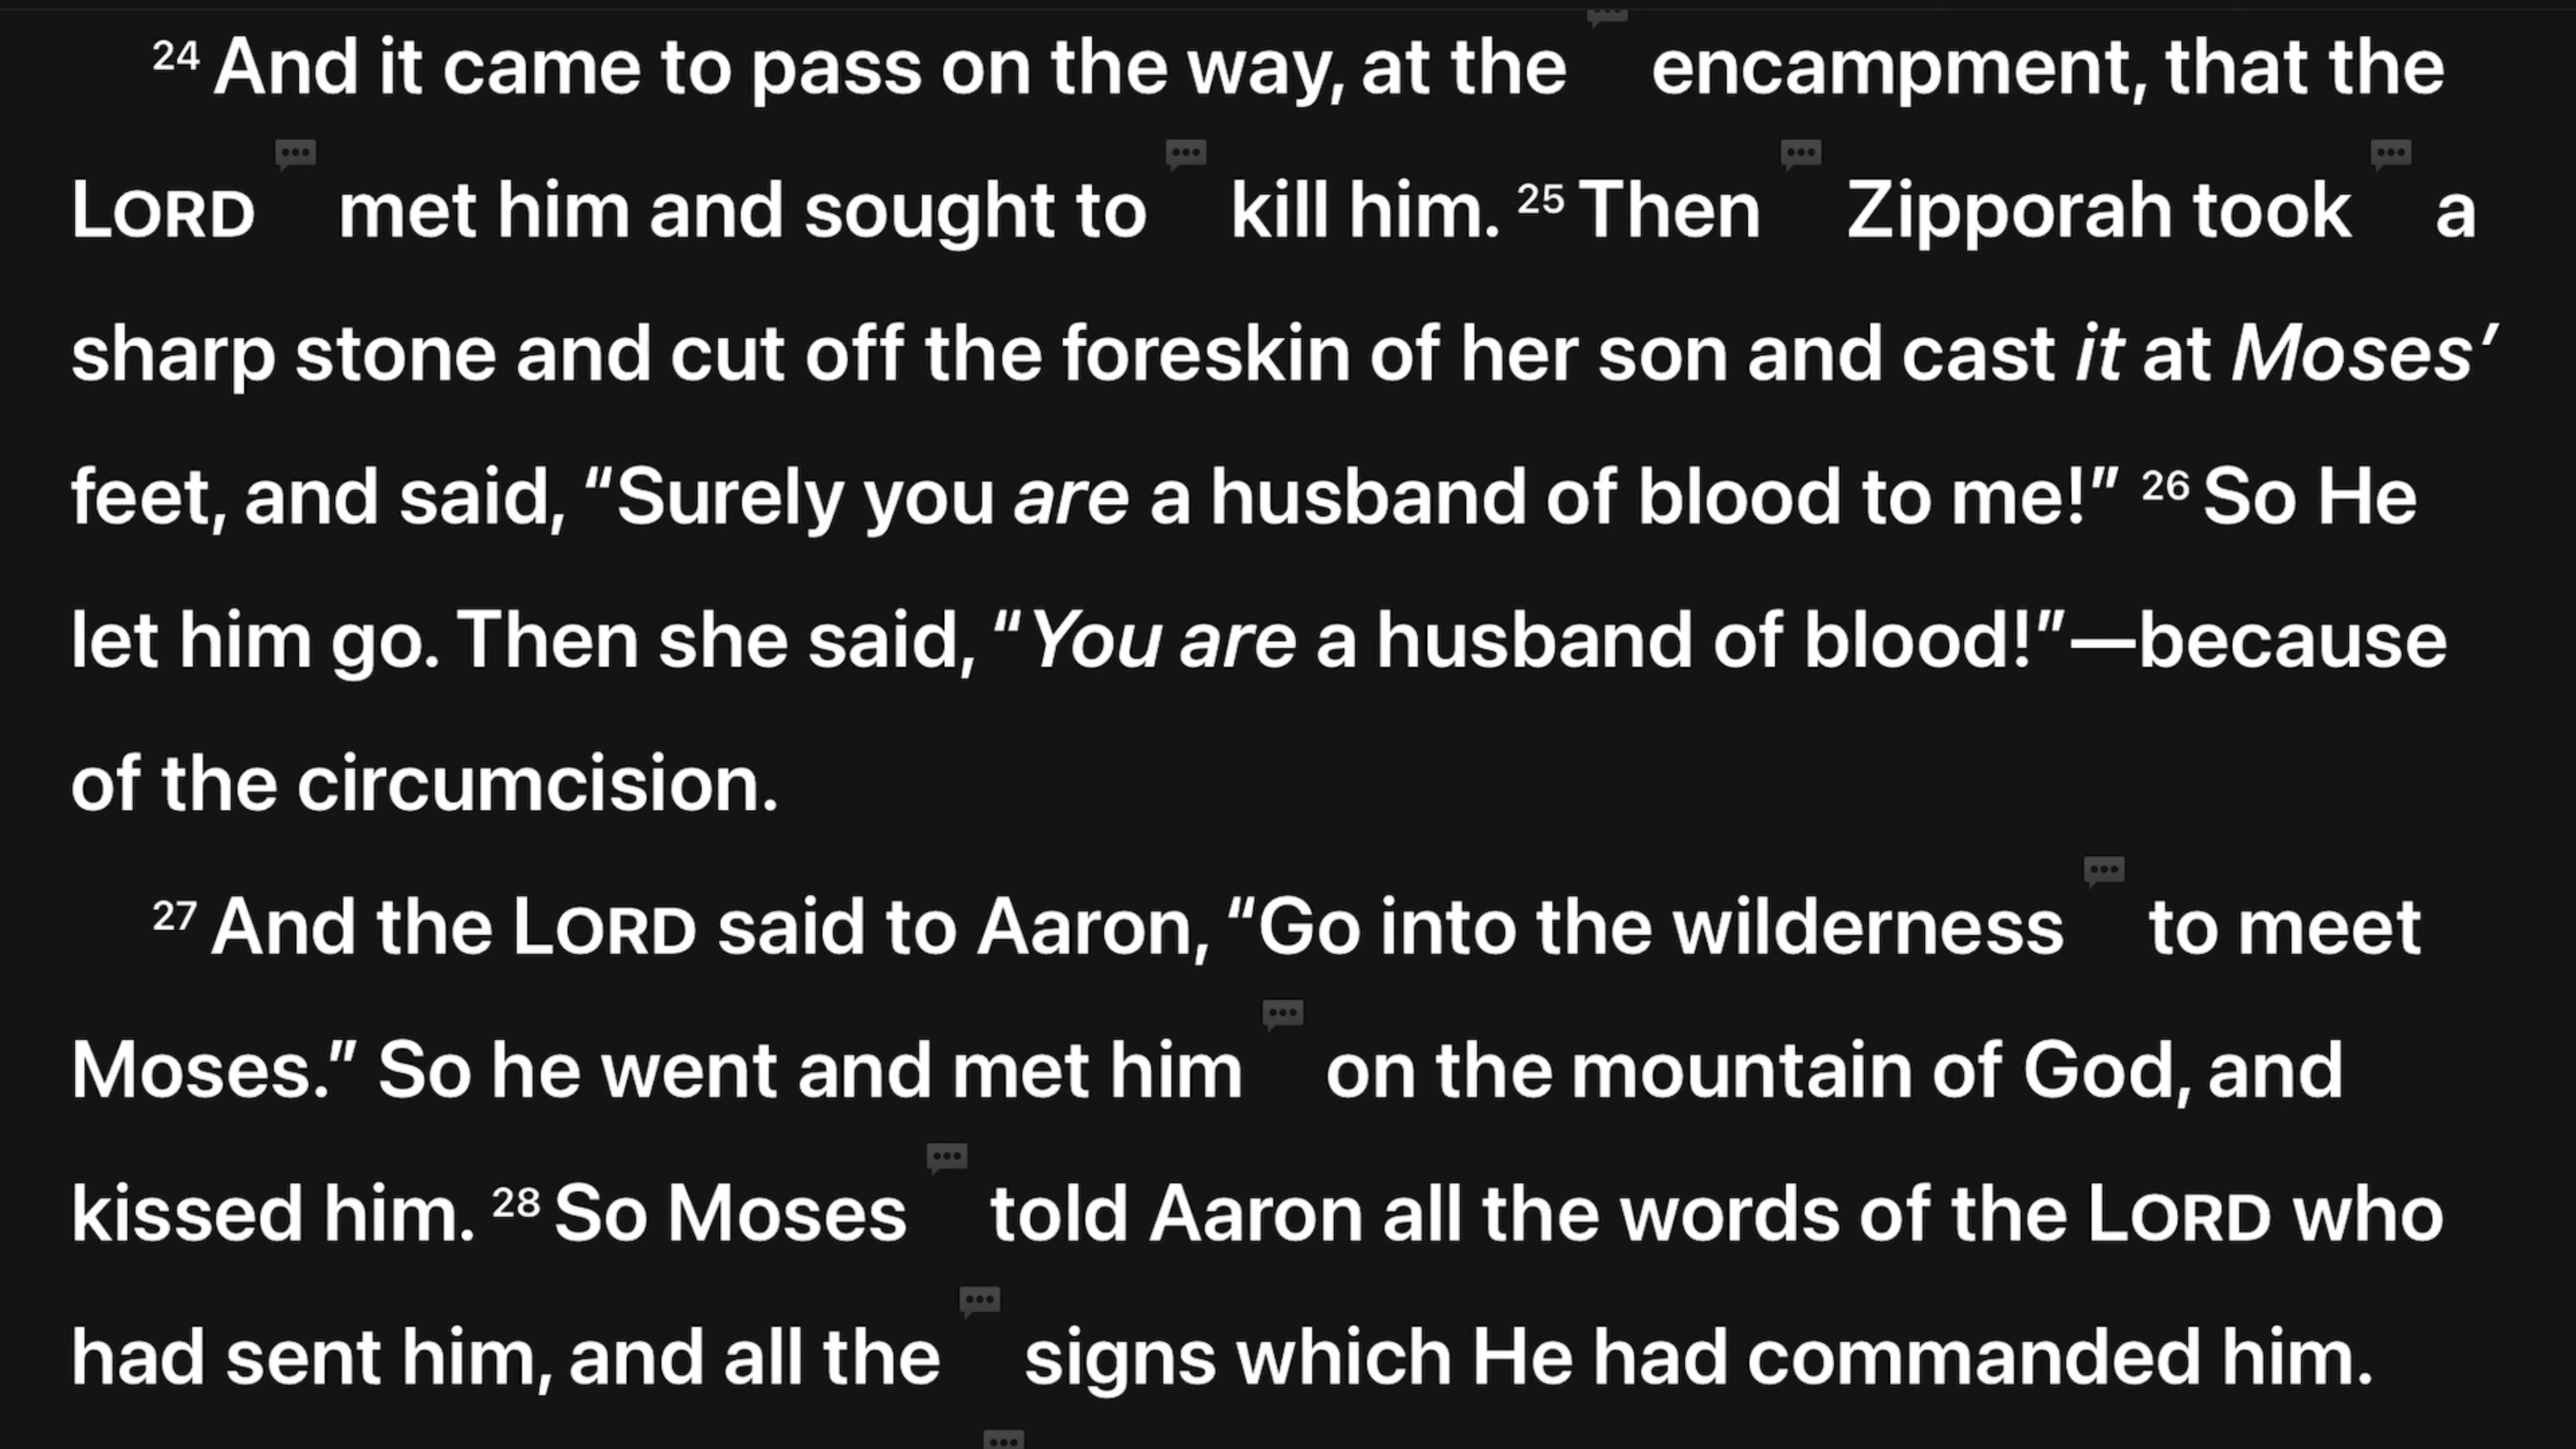 24 And it came to pass on the way, at the encampment, that the
LORD met him and sought to kill him. 25 Then Zipporah took a
sharp stone and cut off the foreskin of her son and cast it at Moses’
feet, and said, “Surely you are a husband of blood to me!” 26 So He
let him go. Then she said, “You are a husband of blood!”—because
of the circumcision.
27 And the LORD said to Aaron, “Go into the wilderness to meet
Moses.” So he went and met him on the mountain of God, and
kissed him. 28 So Moses told Aaron all the words of the LORD who
had sent him, and all the signs which He had commanded him.